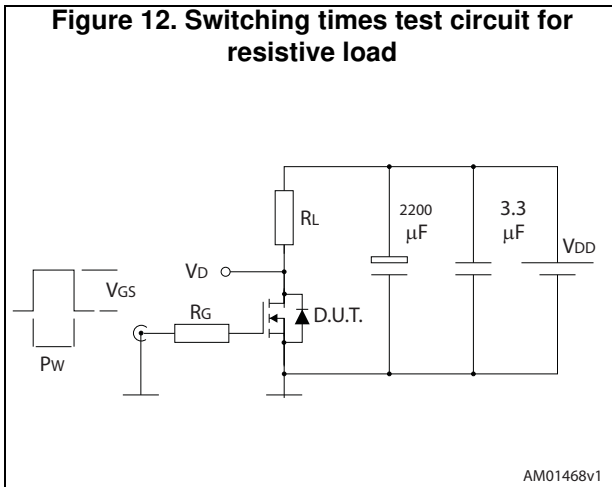 Figure 12. Switching times test circuit for
resistive load
RL
2200
μF
3.3
μF
VDD
VD
VGS
RG
D.U.T.
PW
AM01468v1